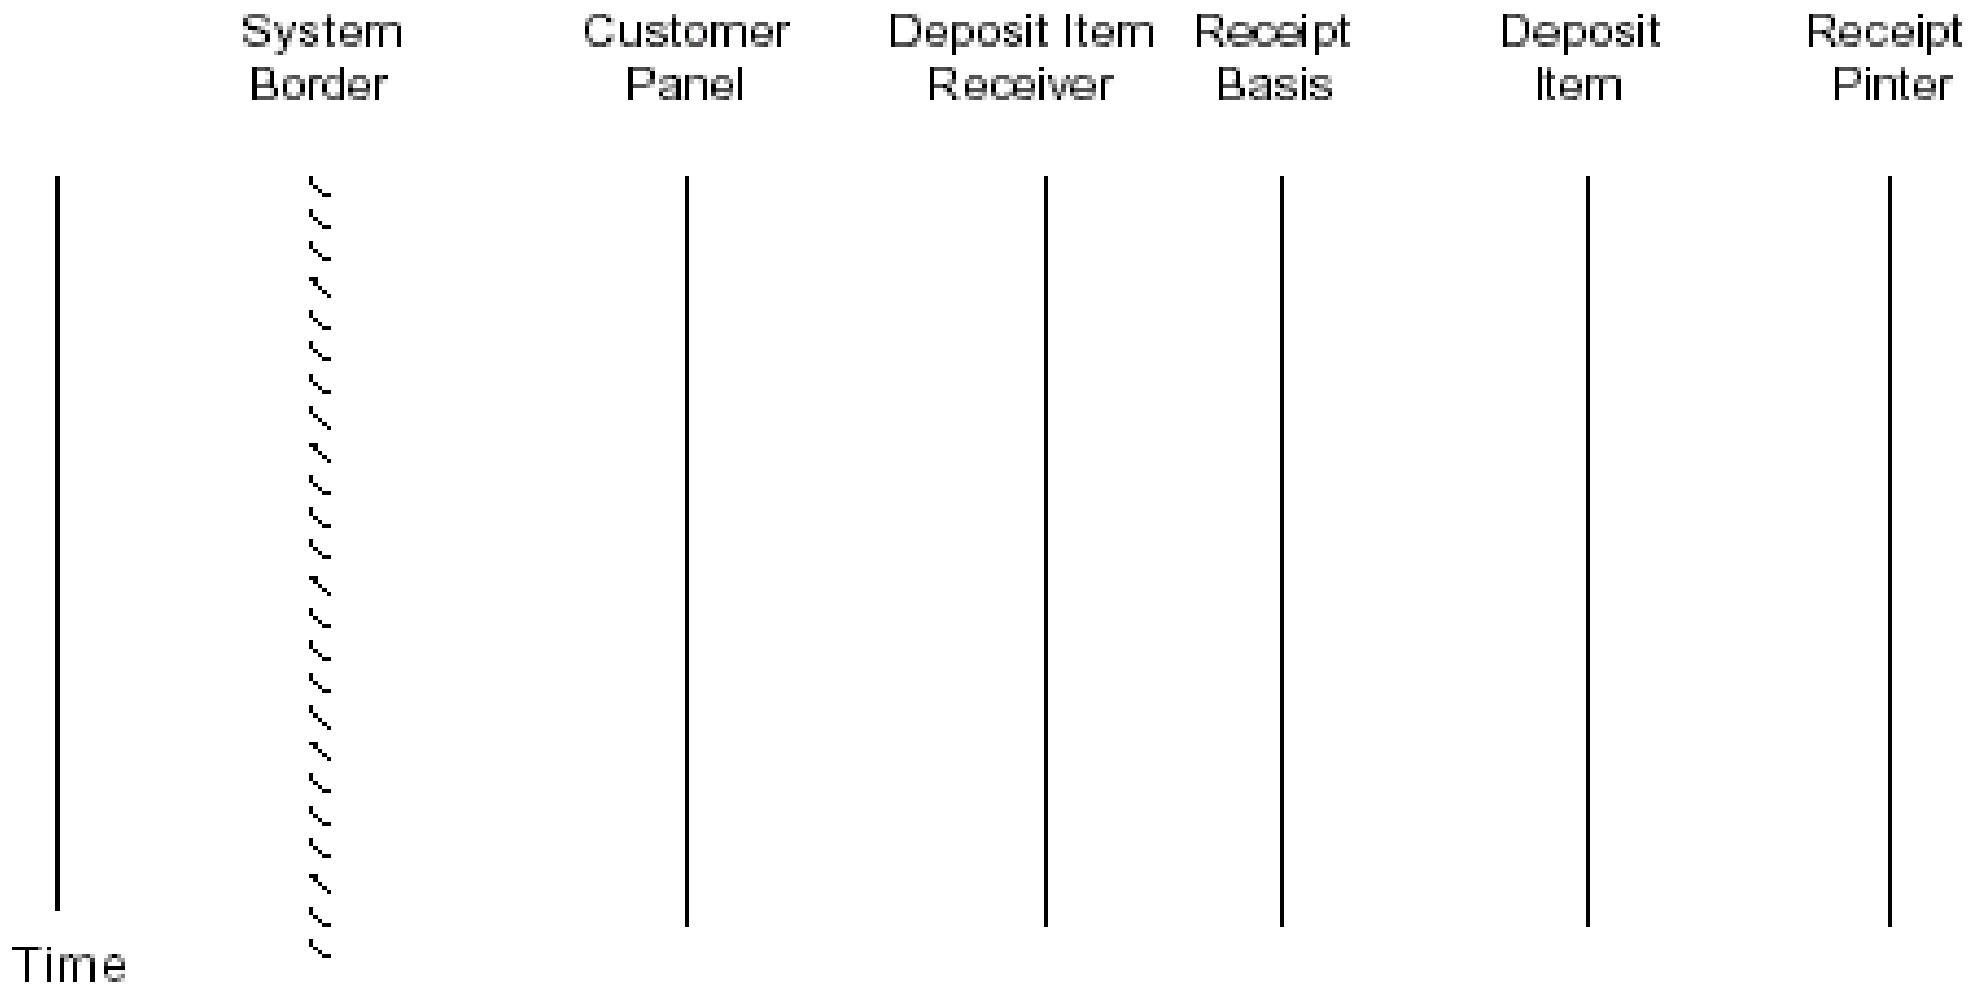 System Border
Customer Panel
Deposit Item Receiver
Receipt Basis
Deposit Item
Receipt Pinter
Time